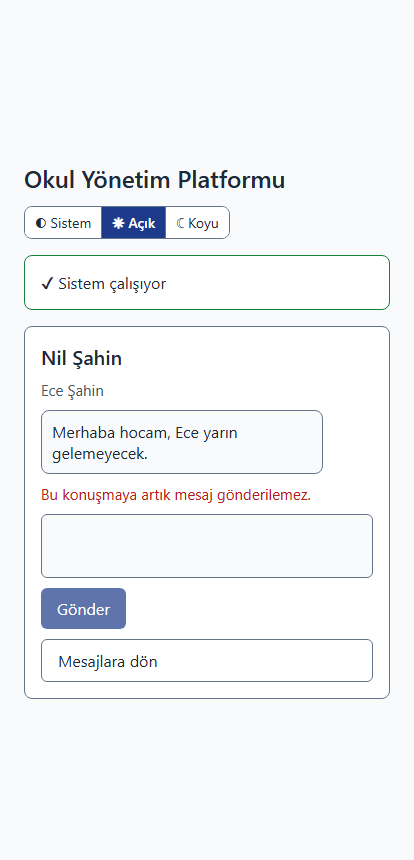 Okul Yönetim Platformu
◐ Sistem
✸ Açık
☾ Koyu
✓ Sistem çalışıyor
Nil Şahin
Ece Şahin
Merhaba hocam, Ece yarın
gelemeyecek.
Bu konuşmaya artık mesaj gönderilemez.
Gönder
Mesajlara dön